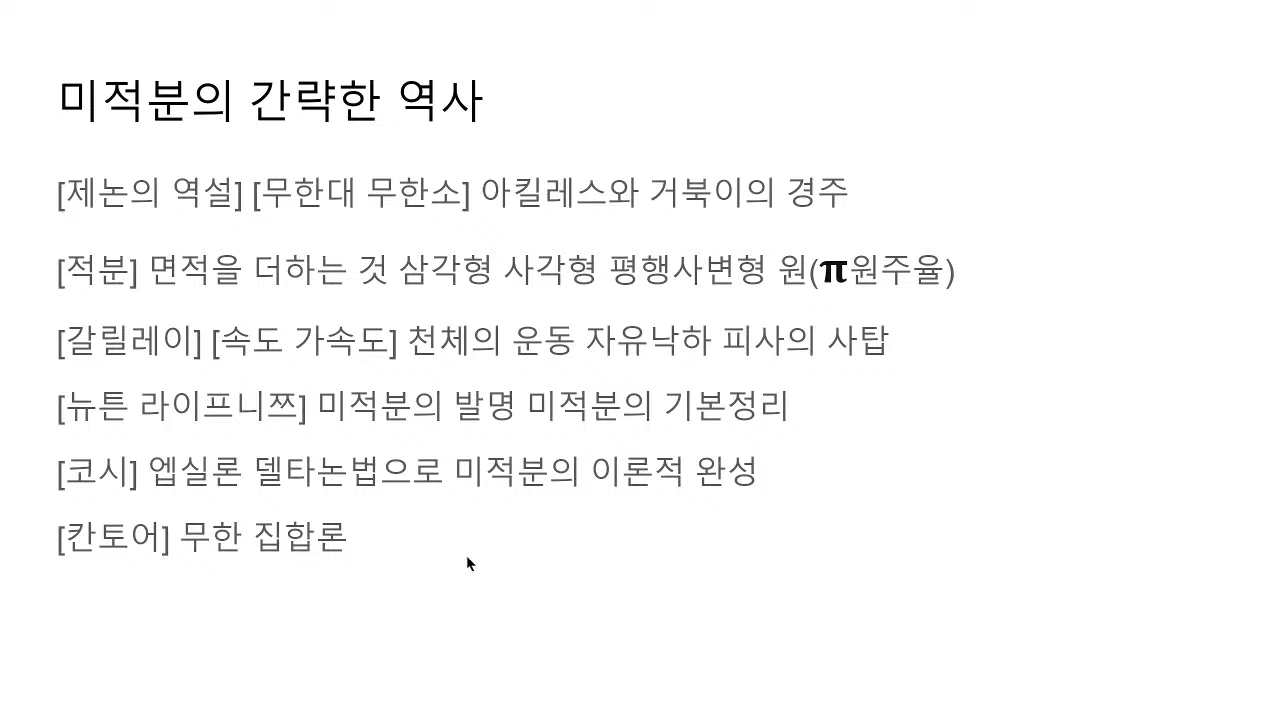 미적분의 간략한 역사
[제논의 역설] [무한대 무한소] 아킬레스와 거북이의 경주
[적분] 면적을 더하는 것 삼각형 사각형 평행사변형 원(π원주율)
[갈릴레이] [속도 가속도] 천체의 운동 자유낙하 피사의 사탑
[뉴튼 라이프니쯔] 미적분의 발명 미적분의 기본정리
[코시] 엡실론 델타논법으로 미적분의 이론적 완성
[칸토어] 무한 집합론